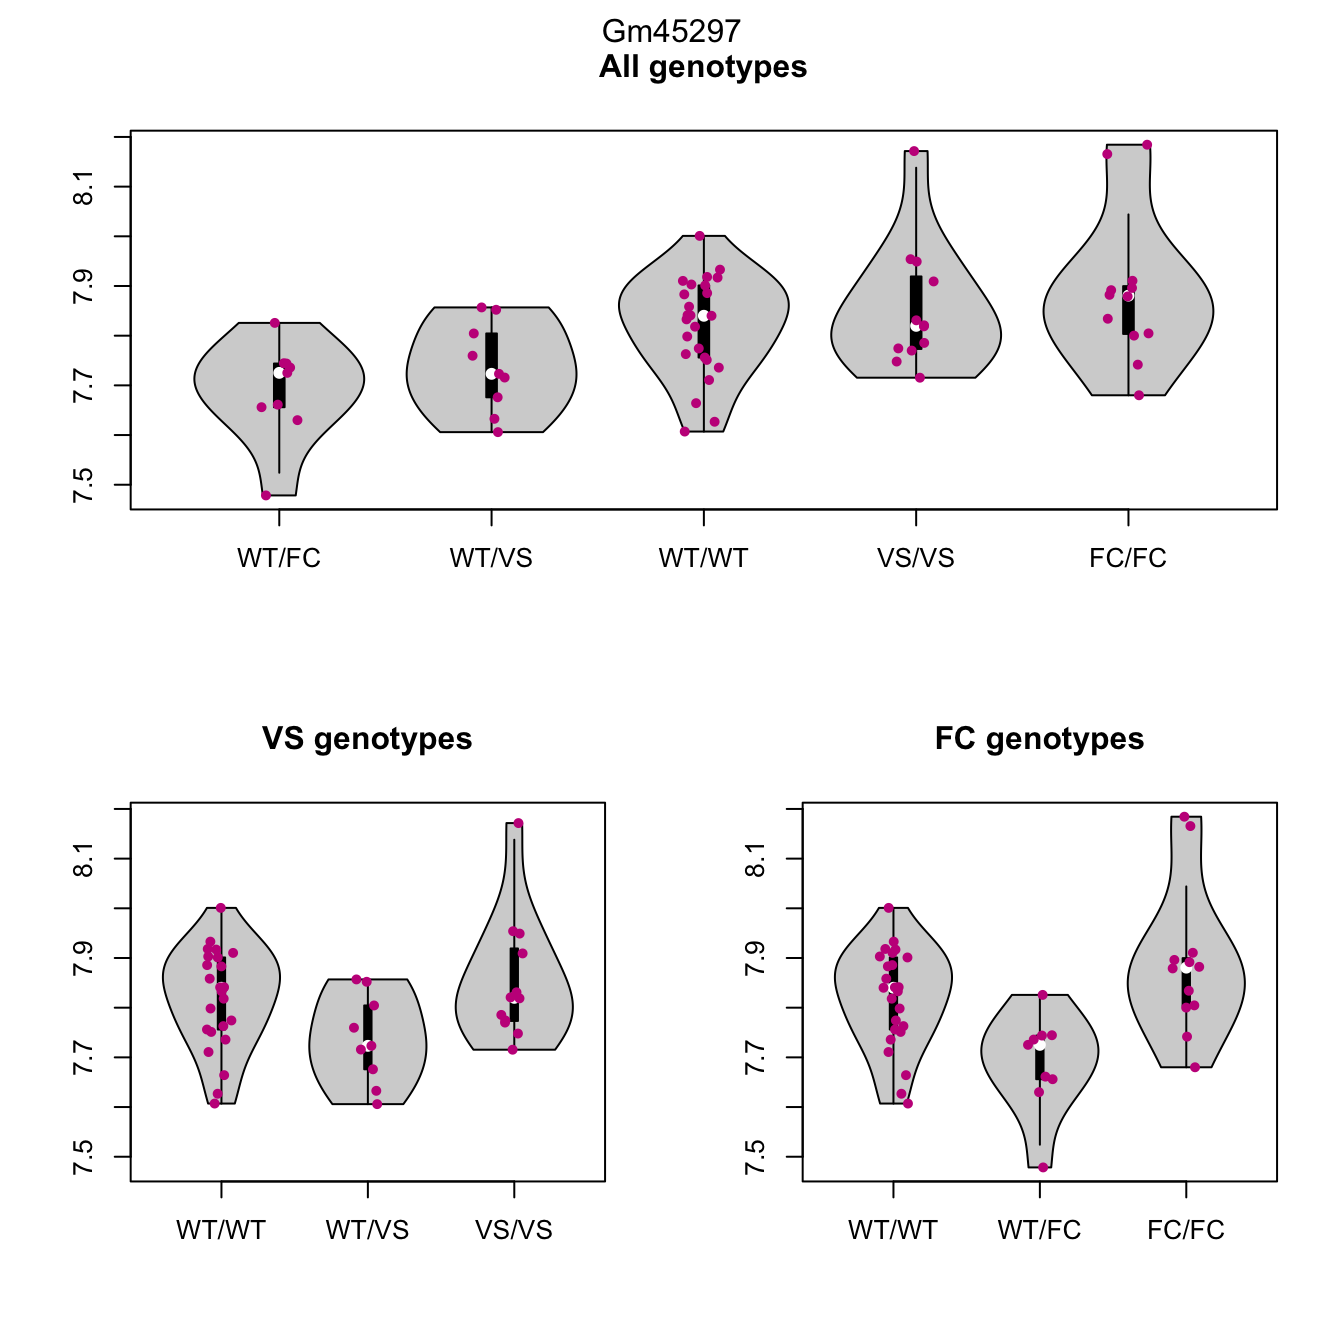 Gm45297
All genotypes
8.1
7.9
7.7
7.5
WT/FC WT/VS WT/WT VS/VS FC/FC
VS genotypes
8.1
7.9
7.7
7.5
WT/WT WT/VS VS/VS
FC genotypes
8.1
7.9
7.7
7.5
WT/WT WT/FC FC/FC